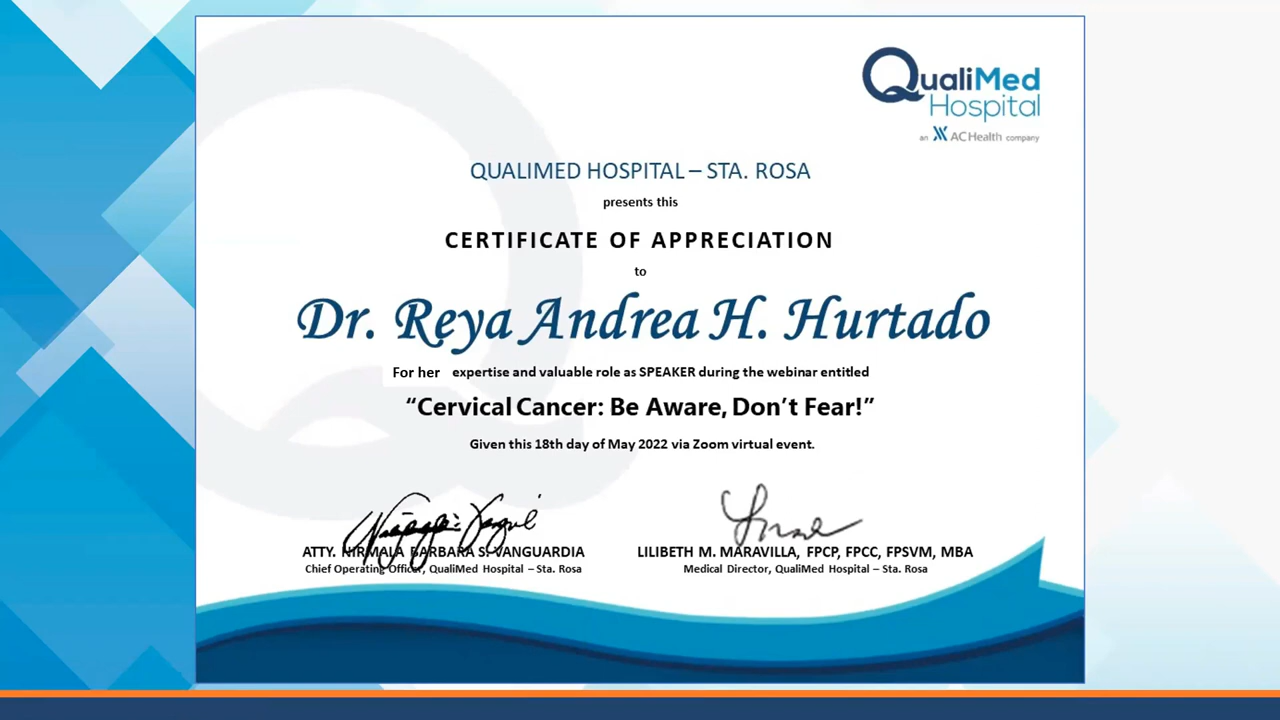 QualiMed
Hospital
an AC Health company
QUALIMED HOSPITAL – STA. ROSA
presents this
CERTIFICATE OF APPRECIATION
to
Dr. Reya Andrea H. Hurtado
For her expertise and valuable role as SPEAKER during the webinar entitled
“Cervical Cancer: Be Aware, Don’t Fear!”
Given this 18th day of May 2022 via Zoom virtual event.
ATTY. NIRMALA BARBARA S. VANGUARDIA
Chief Operating Officer, QualiMed Hospital – Sta. Rosa
LILIBETH M. MARAVILLA, FPCP, FPCC, FPSVM, MBA
Medical Director, QualiMed Hospital – Sta. Rosa